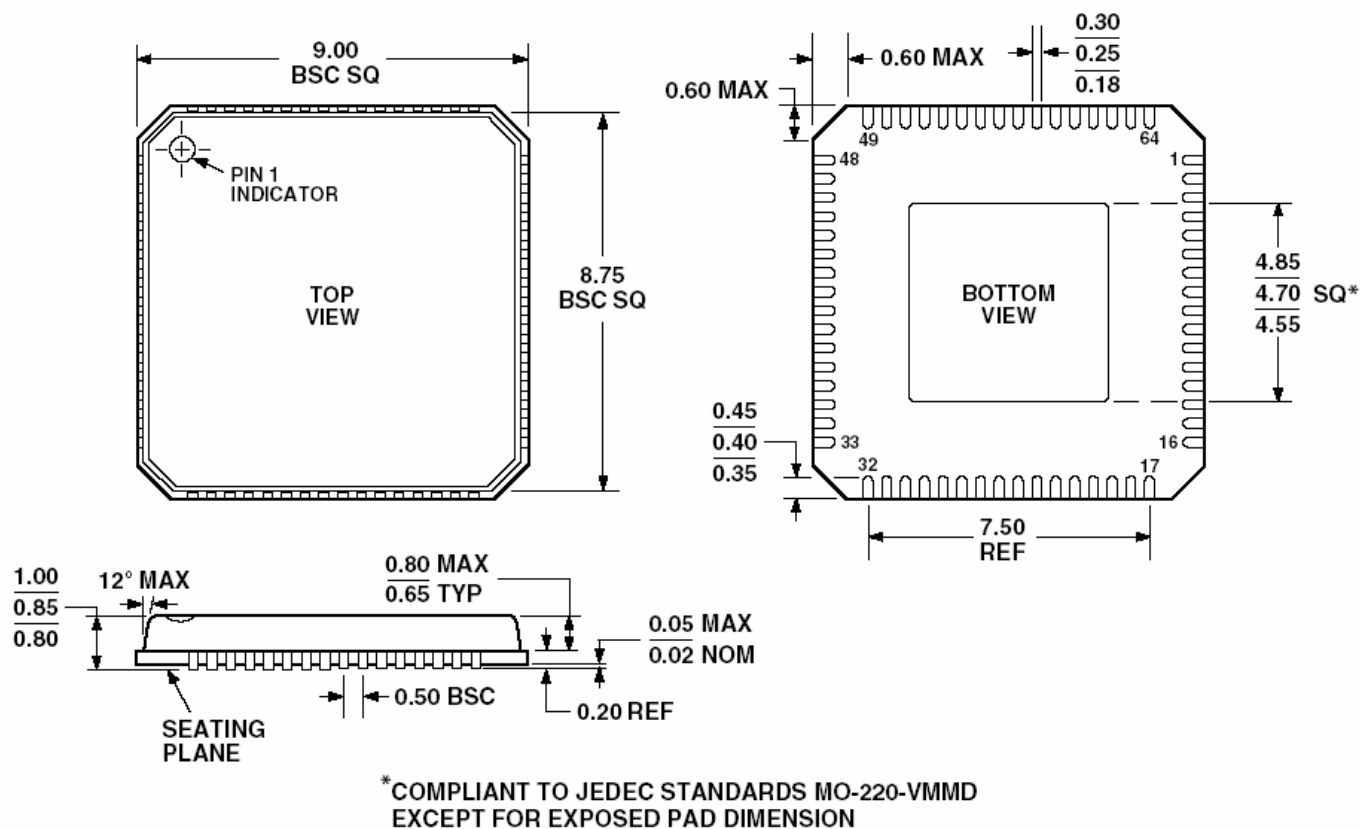 9.00
BSC SQ
PIN 1
INDICATOR
TOP
VIEW
8.75
BSC SQ
0.60 MAX
0.60 MAX
0.30
0.25
0.18
49
64
48
1
BOTTOM
VIEW
4.85
4.70 SQ*
4.55
0.45
0.40
0.35
33
16
32
17
7.50
REF
1.00
0.85
0.80
12° MAX
0.80 MAX
0.65 TYP
0.05 MAX
0.02 NOM
0.50 BSC
0.20 REF
SEATING
PLANE
*COMPLIANT TO JEDEC STANDARDS MO-220-VMMD
EXCEPT FOR EXPOSED PAD DIMENSION